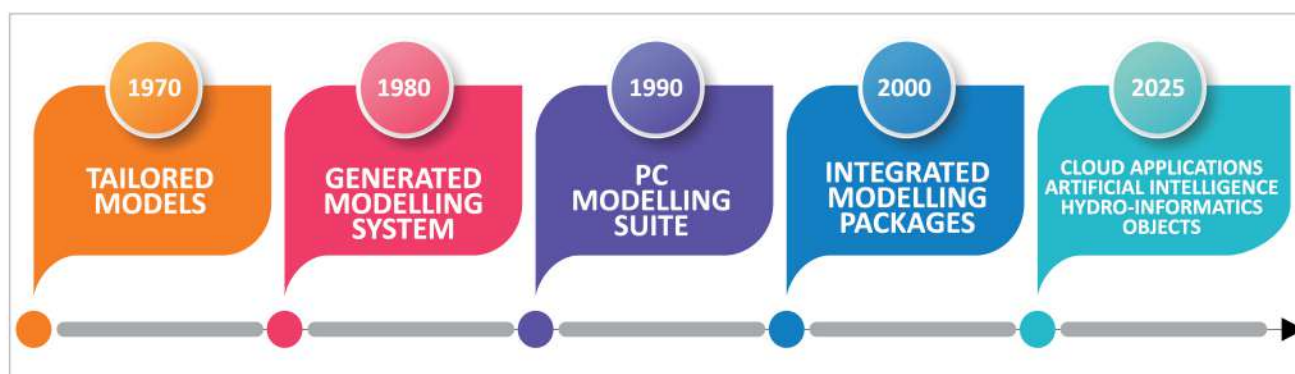 1970
TAILORED
MODELS
1980
GENERATED
MODELLING
SYSTEM
1990
PC
MODELLING
SUITE
2000
INTEGRATED
MODELLING
PACKAGES
2025
CLOUD APPLICATIONS
ARTIFICIAL INTELLIGENCE
HYDRO-INFORMATICS
OBJECTS